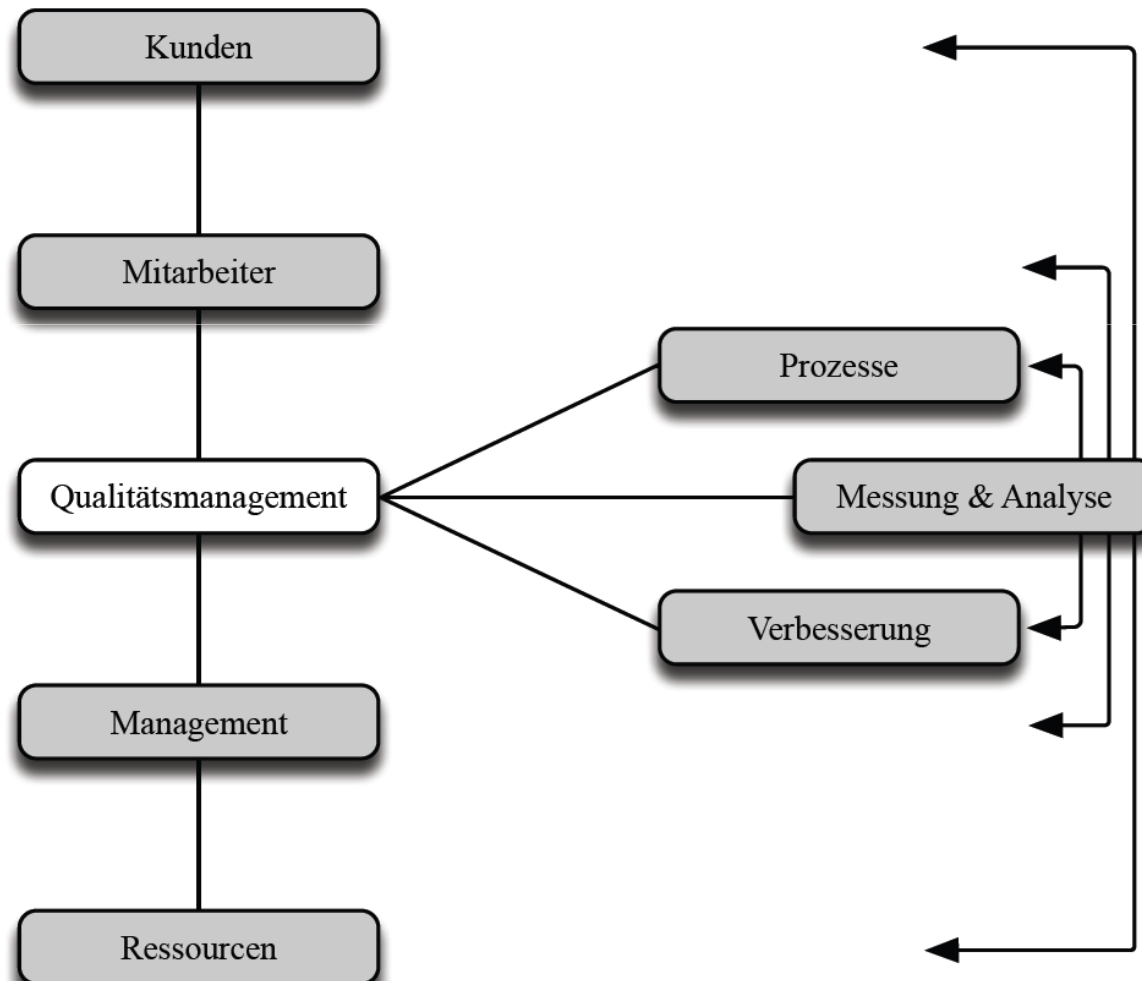 Kunden
Mitarbeiter
Prozesse
Qualitätsmanagement
Messung & Analyse
Verbesserung
Management
Ressourcen